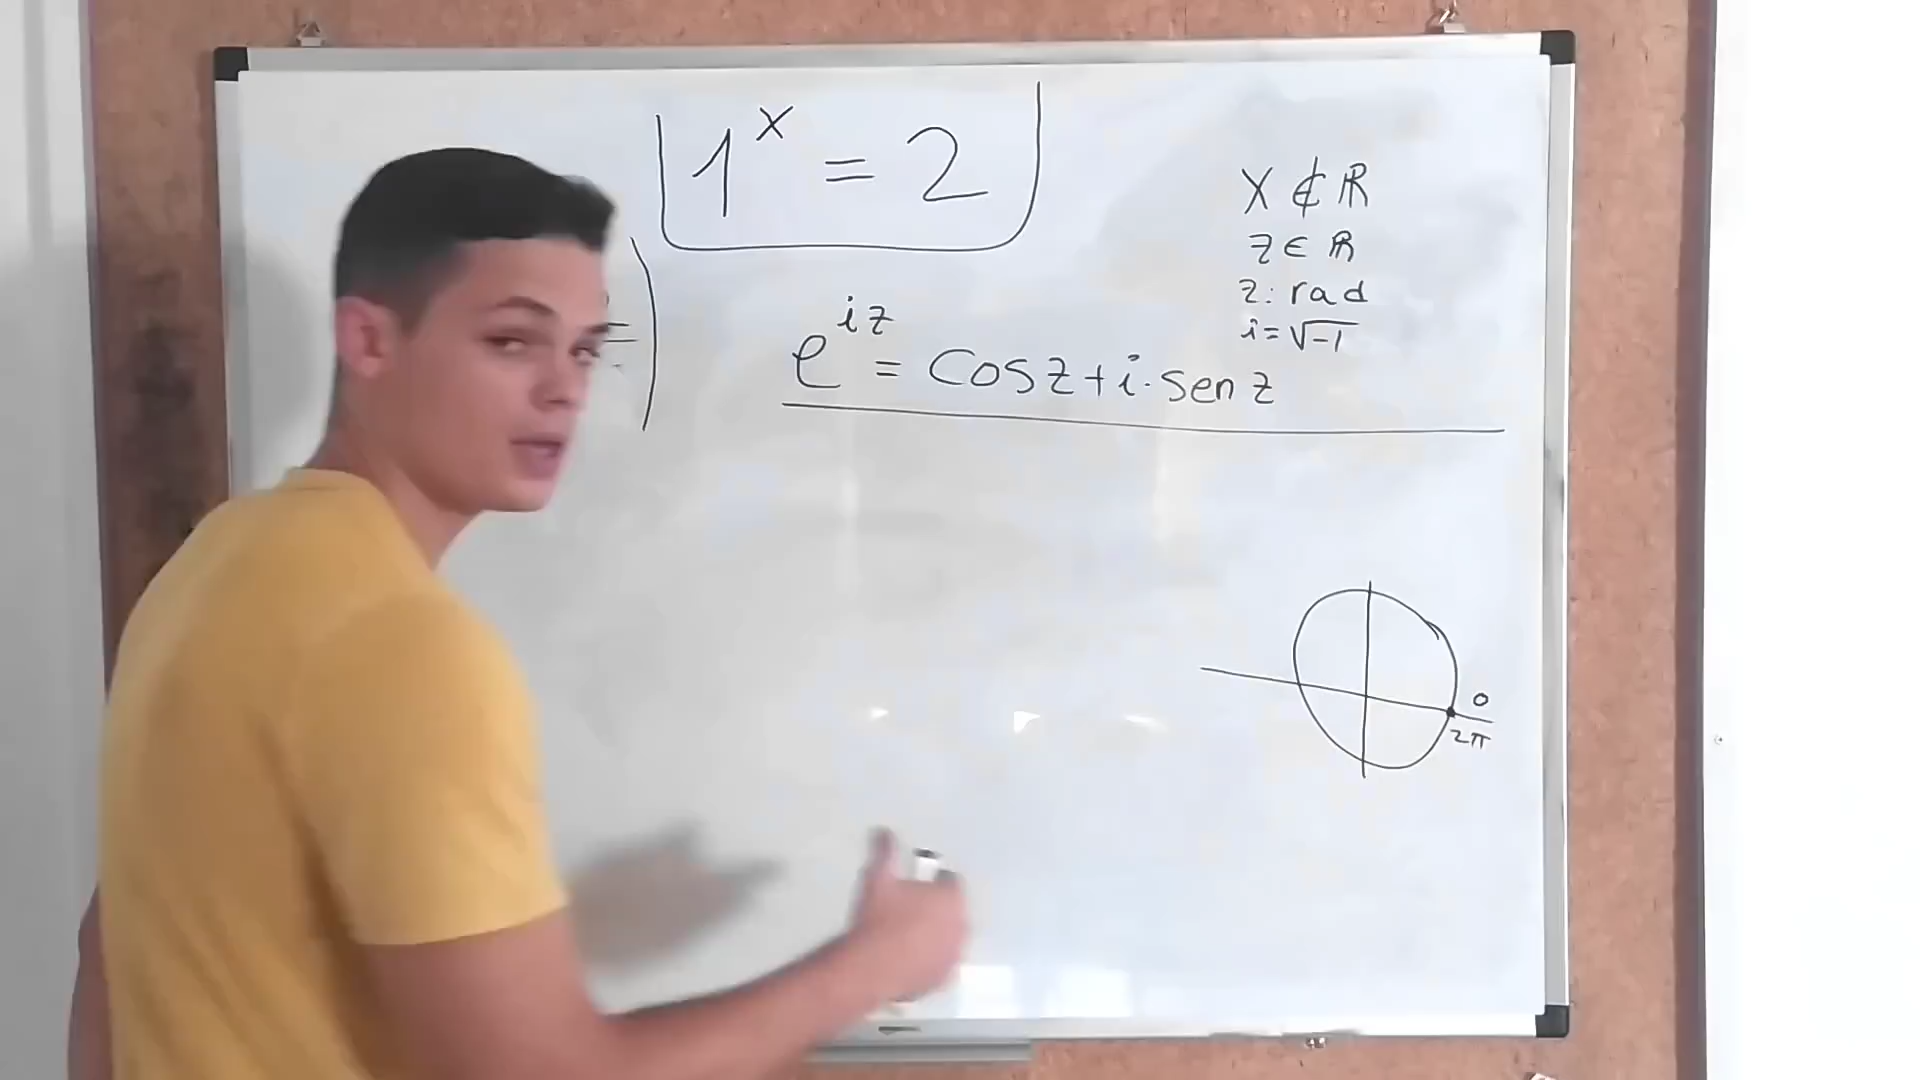 1^x = 2
x ∉ ℝ
z ∈ ℝ
z: rad
i = √-1
e^{iz} = cos z + i · sen z
0
2π